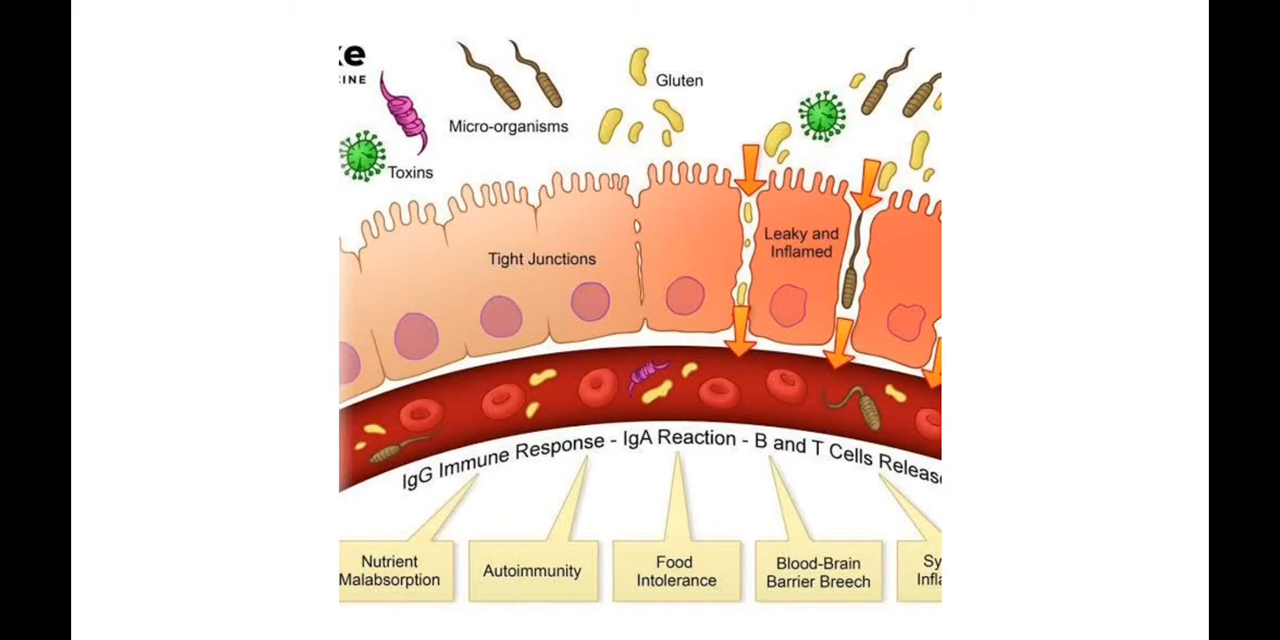 Gluten
Micro-organisms
Toxins
Leaky and
Inflamed
Tight Junctions
IgG Immune Response - IgA Reaction - B and T Cells
Nutrient
Malabsorption
Autoimmunity
Food
Intolerance
Blood-Brain
Barrier Breech